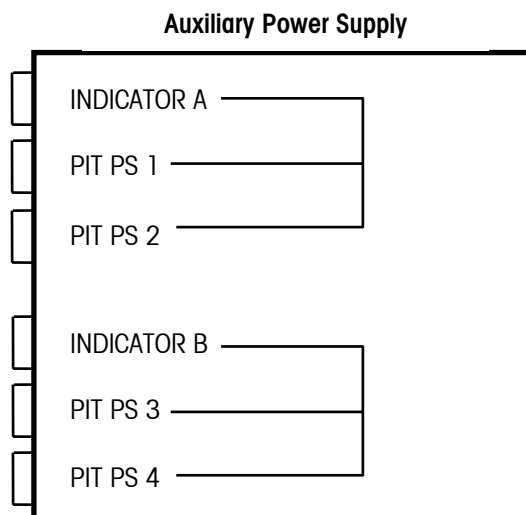 Auxiliary Power Supply
INDICATOR A
PIT PS 1
PIT PS 2
INDICATOR B
PIT PS 3
PIT PS 4